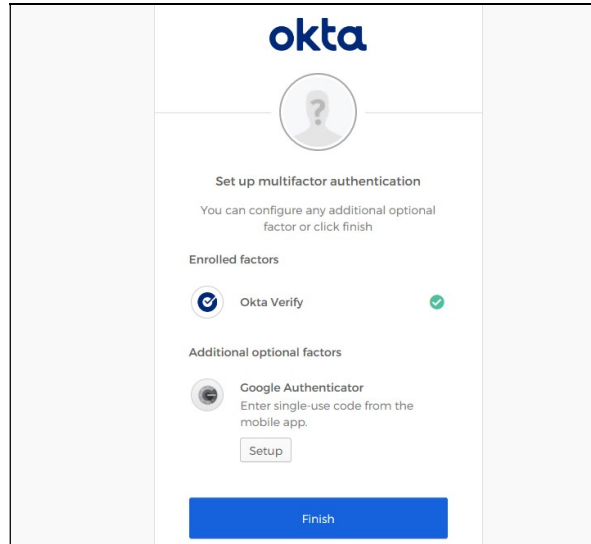 okta
?
Set up multifactor authentication
You can configure any additional optional
factor or click finish
Enrolled factors
Okta Verify
Additional optional factors
Google Authenticator
Enter single-use code from the
mobile app.
Setup
Finish